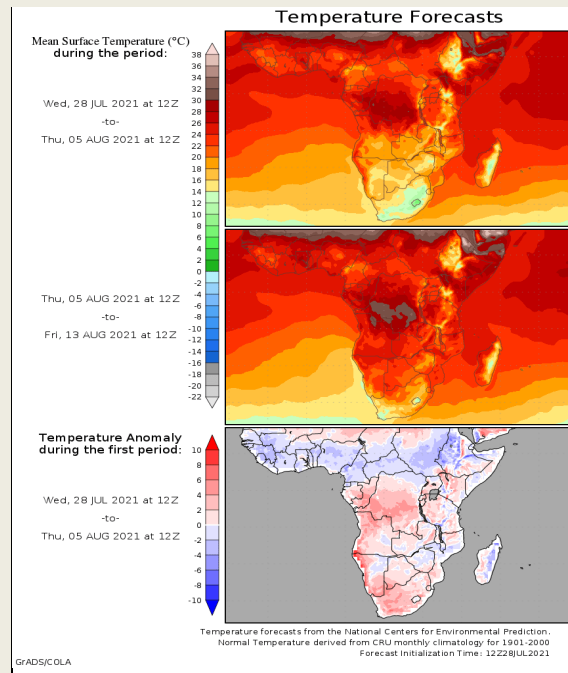 Temperature Forecasts
Mean Surface Temperature (°C)
during the period:
Wed, 28 JUL 2021 at 12Z
-to-
Thu, 05 AUG 2021 at 12Z
38
36
34
32
30
28
26
24
22
20
18
16
14
12
10
8
6
4
2
0
-2
-4
-6
-8
-10
-12
-14
-16
-18
-20
-22
Thu, 05 AUG 2021 at 12Z
-to-
Fri, 13 AUG 2021 at 12Z
Temperature Anomaly
during the first period:
Wed, 28 JUL 2021 at 12Z
-to-
Thu, 05 AUG 2021 at 12Z
10
8
6
4
2
0
-2
-4
-6
-8
-10
Temperature forecasts from the National Centers for Environmental Prediction.
Normal Temperature derived from CRU monthly climatology for 1901-2000
Forecast Initialization Time: 12Z28JUL2021
GrADS/COLA